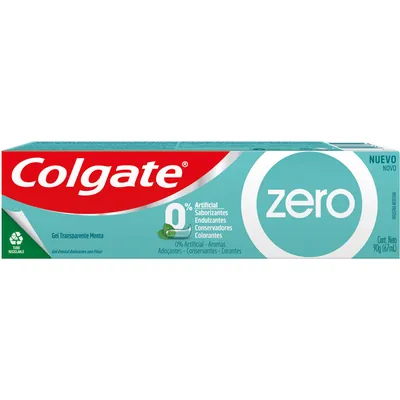 Colgate®
0%
Artificial
Saborizantes
Endulzantes
Conservadores
Colorantes
0% Artificial - Aromas
Adoçantes - Conservantes - Corantes
zero
NUEVO
NOVO
Gel Transparente Menta
Cont. Neto
90g (67mL)